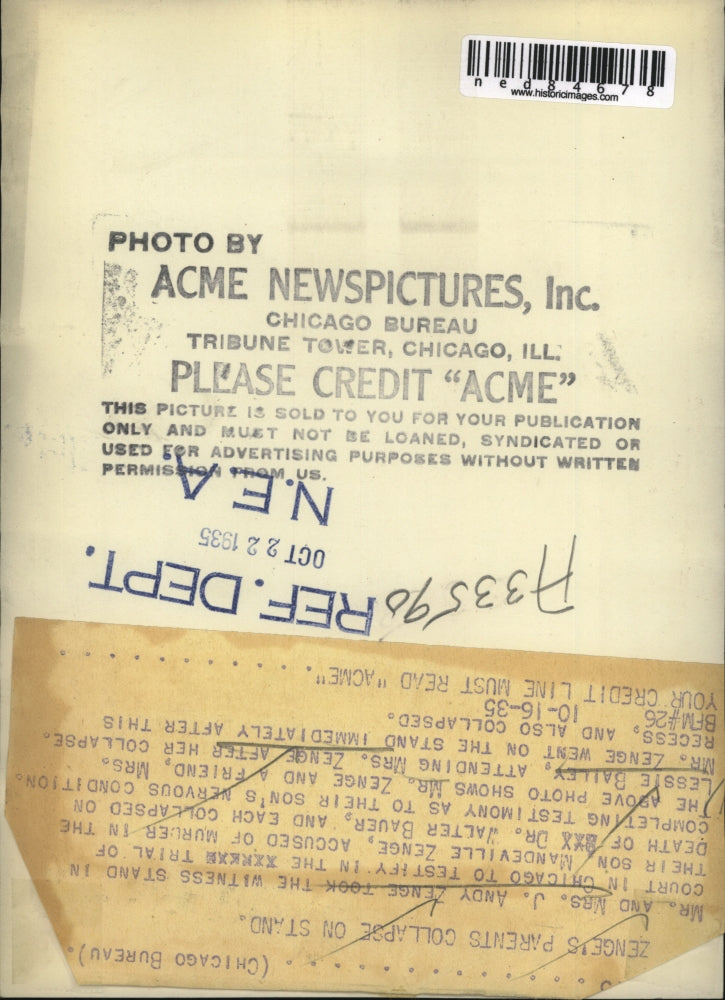 ned84678
www.historicimages.com
PHOTO BY
ACME NEWSPICTURES, Inc.
CHICAGO BUREAU
TRIBUNE TOWER, CHICAGO, ILL.
PLEASE CREDIT “ACME”
THIS PICTURE IS SOLD TO YOU FOR YOUR PUBLICATION
ONLY AND MUST NOT BE LOANED, SYNDICATED OR
USED FOR ADVERTISING PURPOSES WITHOUT WRITTEN
PERMISSION FROM US.
A33590
REF. DEPT.
OCT 22 1935
N.E.A.
(CHICAGO BUREAU).
ZENGE'S PARENTS COLLAPSE ON STAND.
MR. AND MRS. J. ANDY ZENGE TOOK THE WITNESS STAND IN
COURT IN CHICAGO TO TESTIFY IN THE XXXXXX TRIAL OF
THEIR SON MANDEVILLE ZENGE, ACCUSED OF MURDER IN THE
DEATH OF DR. WALTER BAUER, AND EACH COLLAPSED ON
COMPLETING TESTIMONY AS TO THEIR SON'S NERVOUS CONDITION.
THE ABOVE PHOTO SHOWS MR. ZENGE AND A FRIEND, MRS.
LESSIE BAILEY, ATTENDING MRS. ZENGE AFTER HER COLLAPSE.
MR. ZENGE WENT ON THE STAND IMMEDIATELY AFTER THIS
RECESS, AND ALSO COLLAPSED.
BFM#26 10-16-35
YOUR CREDIT LINE MUST READ "ACME"